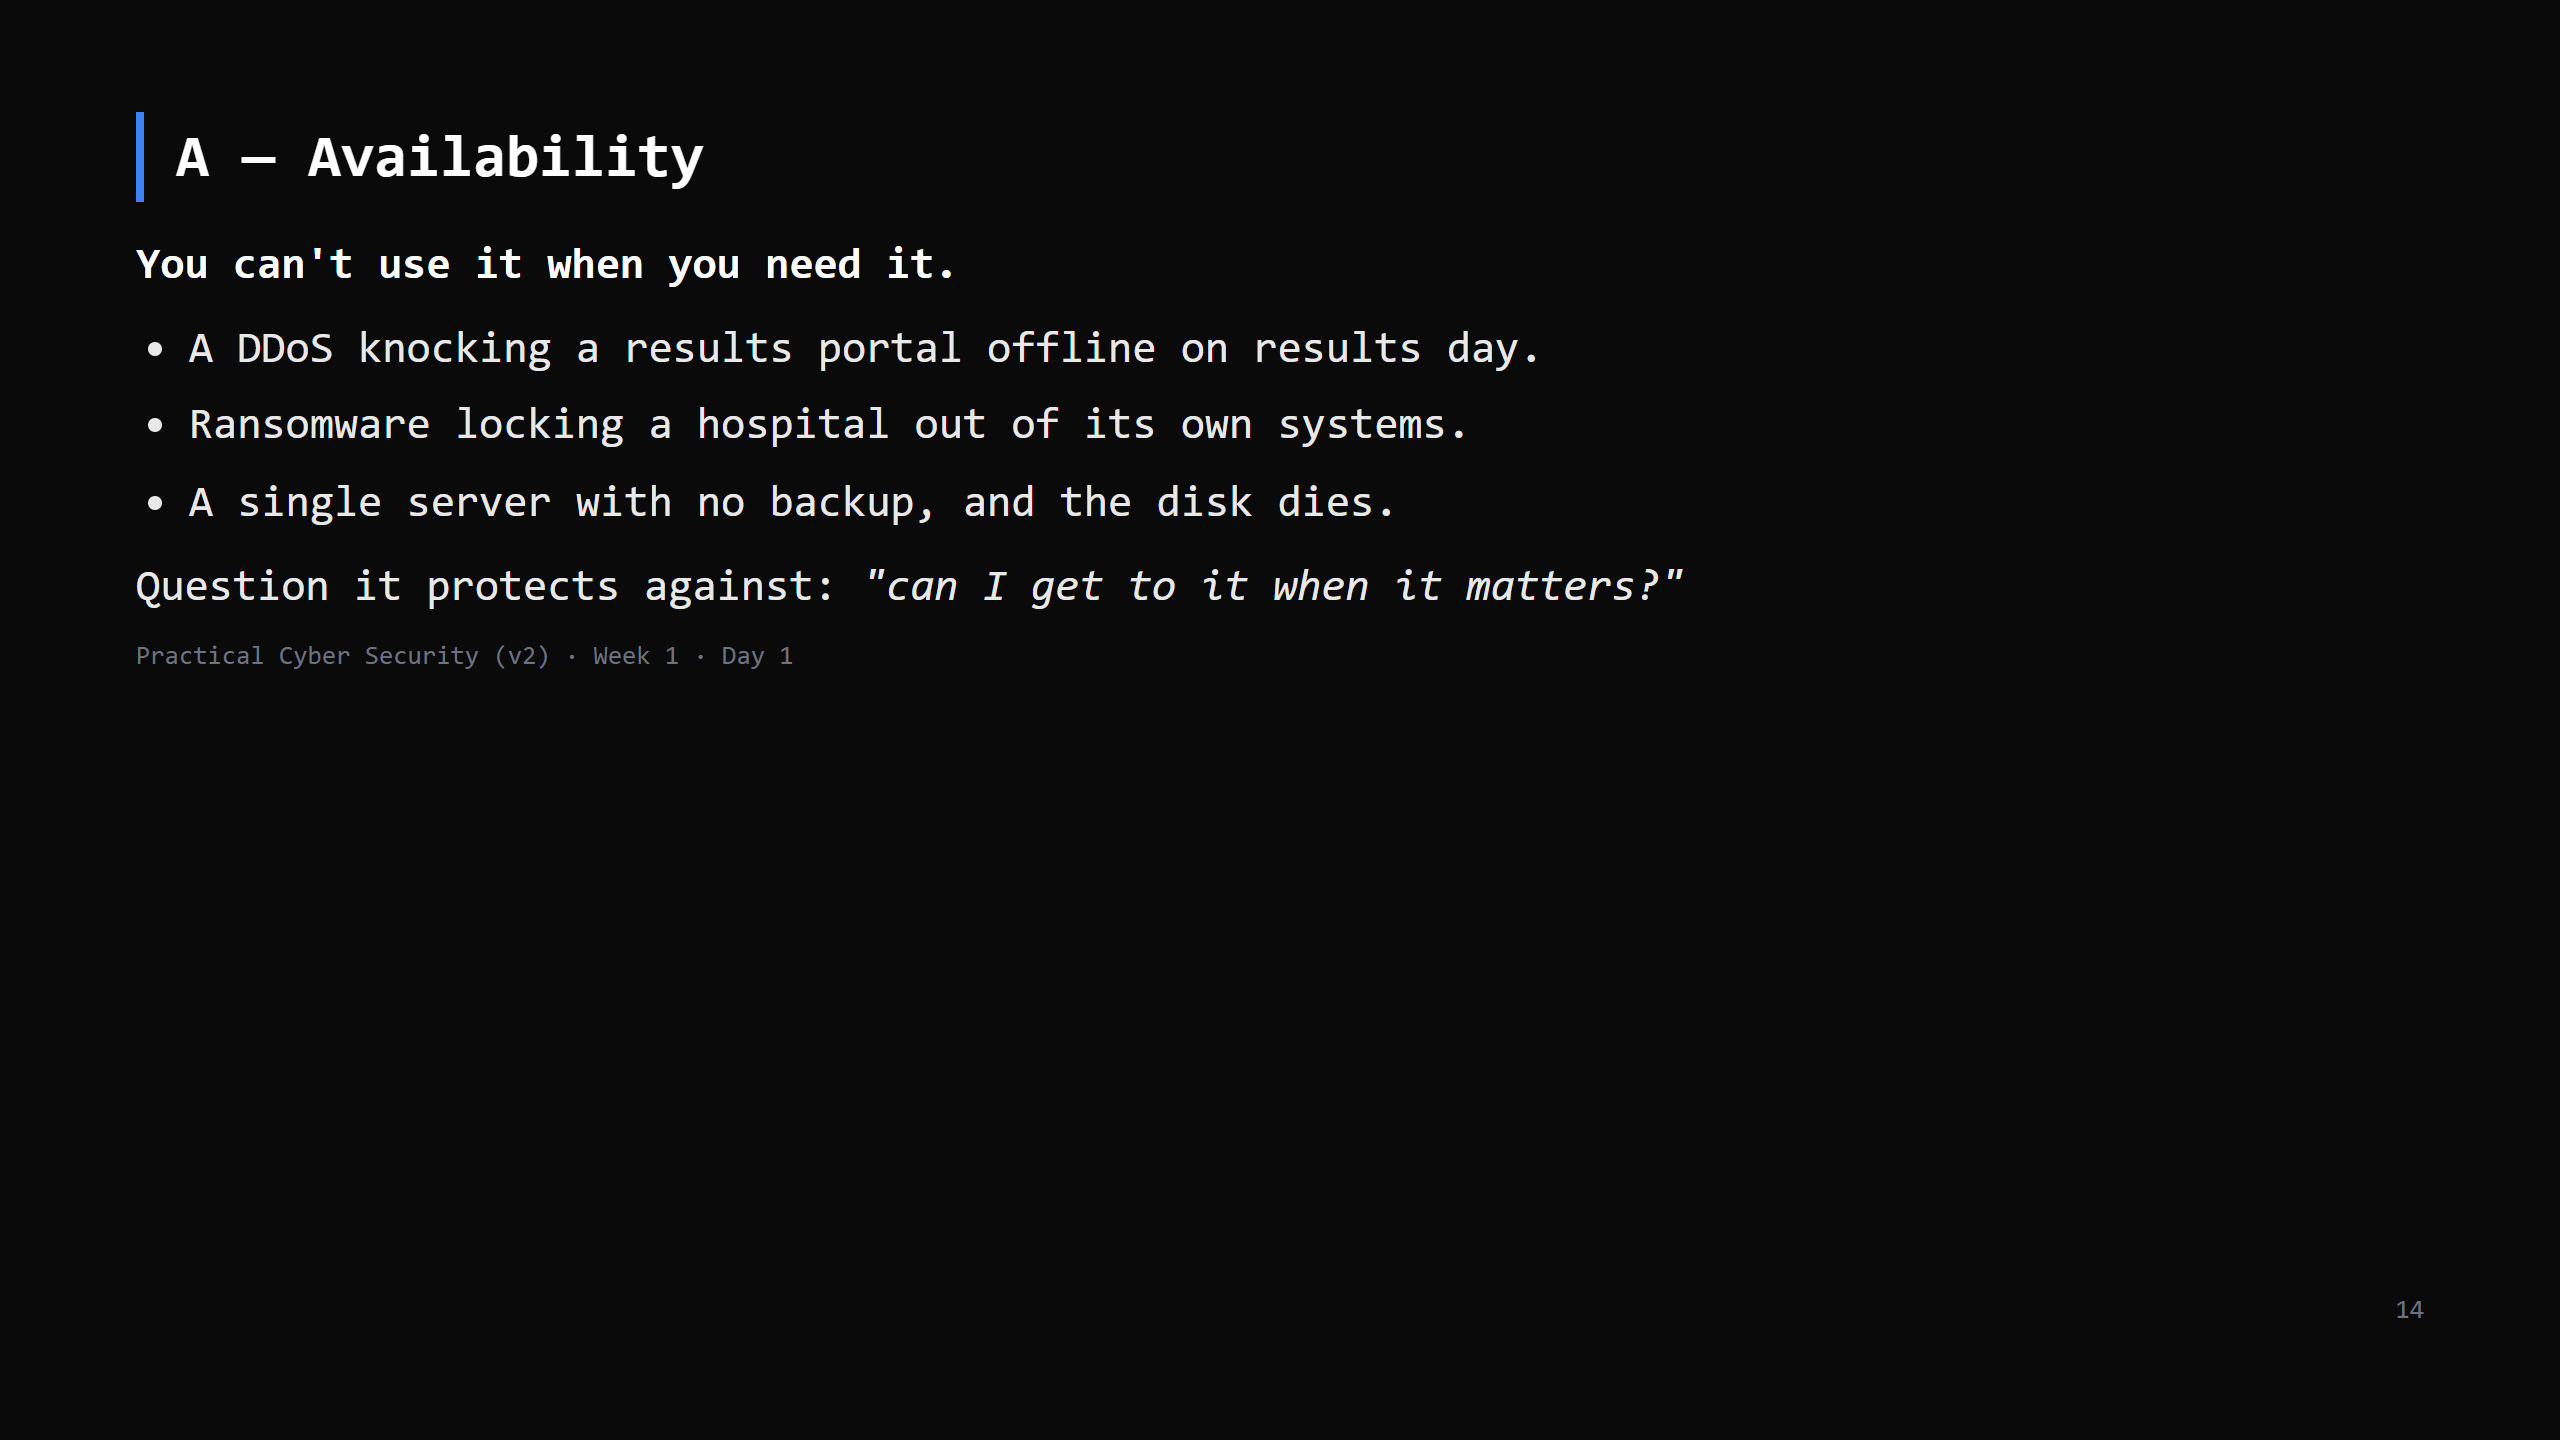 A — Availability
You can't use it when you need it.
• A DDoS knocking a results portal offline on results day.
• Ransomware locking a hospital out of its own systems.
• A single server with no backup, and the disk dies.
Question it protects against: "can I get to it when it matters?"
Practical Cyber Security (v2) · Week 1 · Day 1
14